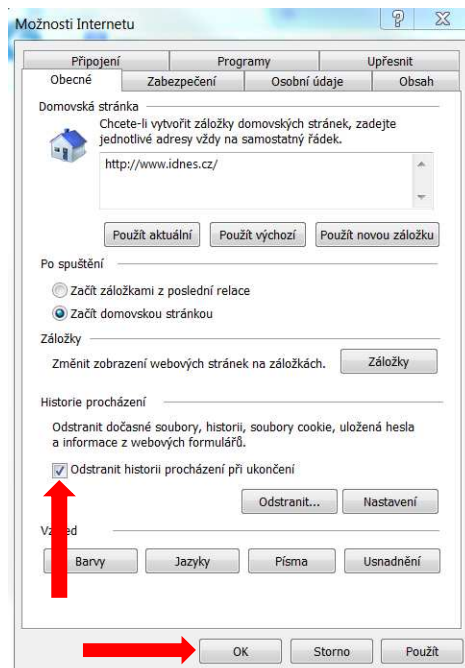 Možnosti Internetu
Připojení Programy Upřesnit
Obecné Zabezpečení Osobní údaje Obsah
Domovská stránka
Chcete-li vytvořit záložky domovských stránek, zadejte
jednotlivé adresy vždy na samostatný řádek.
http://www.idnes.cz/
Použít aktuální Použít výchozí Použít novou záložku
Po spuštění
Začít záložkami z poslední relace
Začít domovskou stránkou
Záložky
Změnit zobrazení webových stránek na záložkách. Záložky
Historie procházení
Odstranit dočasné soubory, historii, soubory cookie, uložená hesla
a informace z webových formulářů.
Odstranit historii procházení při ukončení
Odstranit... Nastavení
Barvy Jazyky Písma Usnadnění
OK Storno Použít